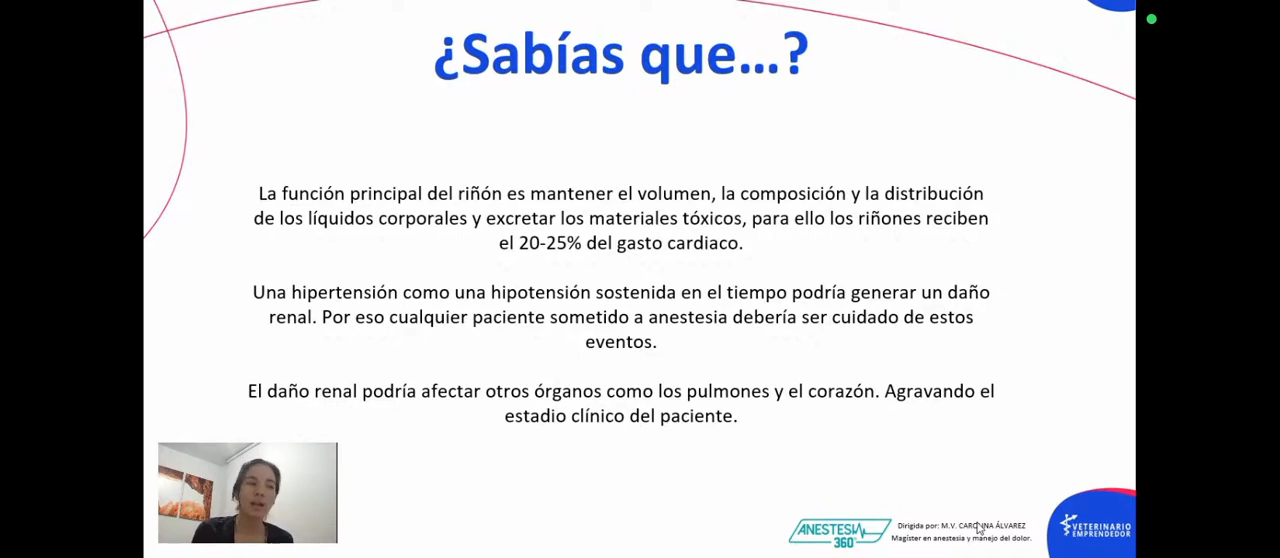 ¿Sabías que...?
La función principal del riñón es mantener el volumen, la composición y la distribución
de los líquidos corporales y excretar los materiales tóxicos, para ello los riñones reciben
el 20-25% del gasto cardiaco.
Una hipertensión como una hipotensión sostenida en el tiempo podría generar un daño
renal. Por eso cualquier paciente sometido a anestesia debería ser cuidado de estos
eventos.
El daño renal podría afectar otros órganos como los pulmones y el corazón. Agravando el
estadio clínico del paciente.
ANESTESIA
360°
Dirigida por: M.V. CAROLINA ÁLVAREZ
Magíster en anestesia y manejo del dolor.
VETERINARIO
EMPRENDEDOR